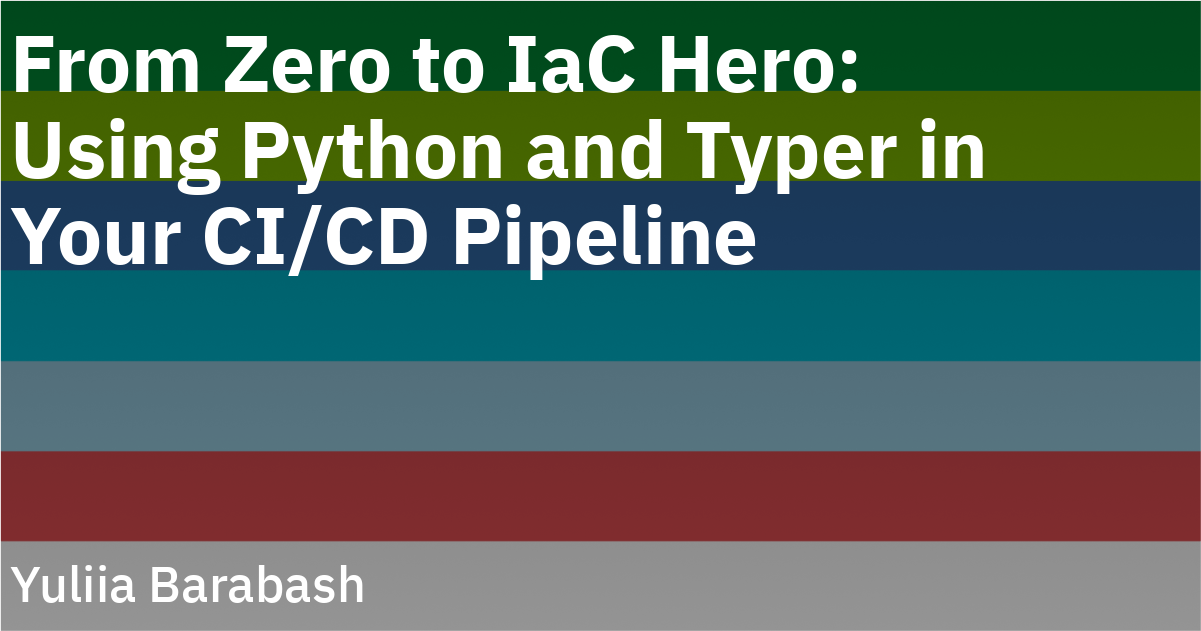 From Zero to IaC Hero:
Using Python and Typer in
Your CI/CD Pipeline
Yuliia Barabash